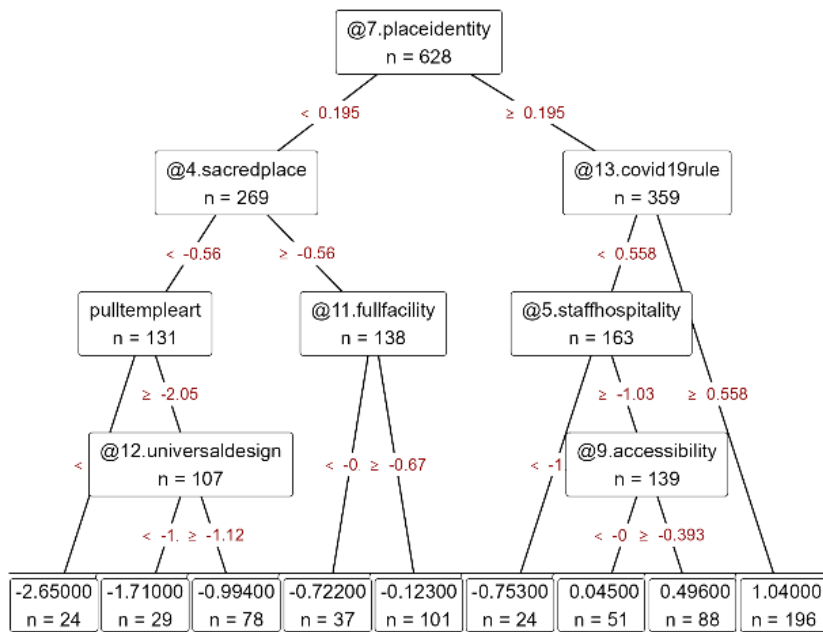 @7.placeidentity
n = 628
< 0.195
≥ 0.195
@4.sacredplace
n = 269
@13.covid19rule
n = 359
< -0.56
≥ -0.56
< 0.558
pulltempleart
n = 131
@11.fullfacility
n = 138
@5.staffhospitality
n = 163
≥ -2.05
≥ -1.03
≥ 0.558
@12.universaldesign
n = 107
@9.accessibility
n = 139
<
< -0.
≥ -0.67
< -1.
< -1.
≥ -1.12
< -0
≥ -0.393
-2.65000
n = 24
-1.71000
n = 29
-0.99400
n = 78
-0.72200
n = 37
-0.12300
n = 101
-0.75300
n = 24
0.04500
n = 51
0.49600
n = 88
1.04000
n = 196